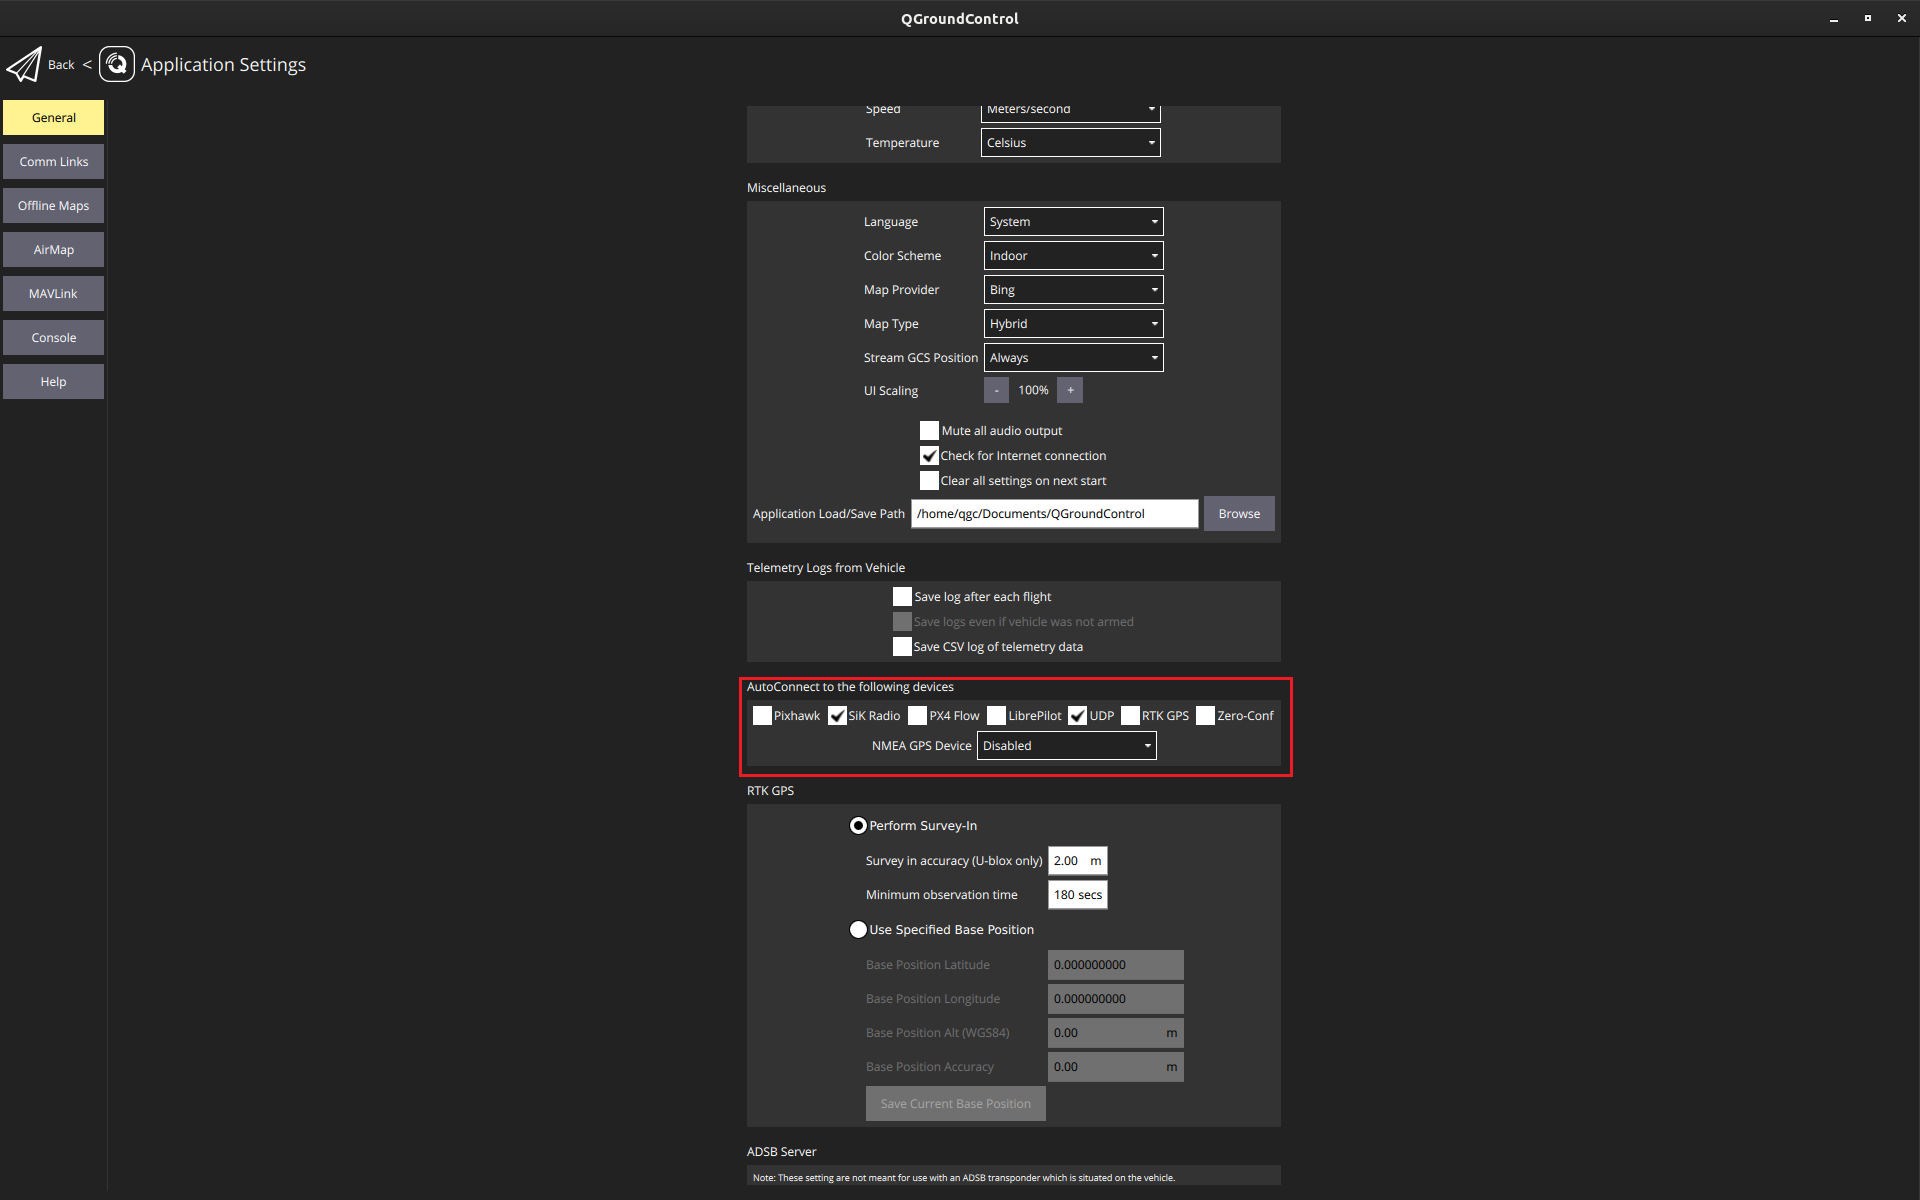 QGroundControl
Back < Application Settings
General
Comm Links
Offline Maps
AirMap
MAVLink
Console
Help
Speed Meters/second
Temperature Celsius
Miscellaneous
Language System
Color Scheme Indoor
Map Provider Bing
Map Type Hybrid
Stream GCS Position Always
UI Scaling - 100% +
Mute all audio output
Check for Internet connection
Clear all settings on next start
Application Load/Save Path /home/qgc/Documents/QGroundControl Browse
Telemetry Logs from Vehicle
Save log after each flight
Save logs even if vehicle was not armed
Save CSV log of telemetry data
AutoConnect to the following devices
Pixhawk SiK Radio PX4 Flow LibrePilot UDP RTK GPS Zero-Conf
NMEA GPS Device Disabled
RTK GPS
Perform Survey-In
Survey in accuracy (U-blox only) 2.00 m
Minimum observation time 180 secs
Use Specified Base Position
Base Position Latitude 0.000000000
Base Position Longitude 0.000000000
Base Position Alt (WGS84) 0.00 m
Base Position Accuracy 0.00 m
Save Current Base Position
ADSB Server
Note: These setting are not meant for use with an ADSB transponder which is situated on the vehicle.